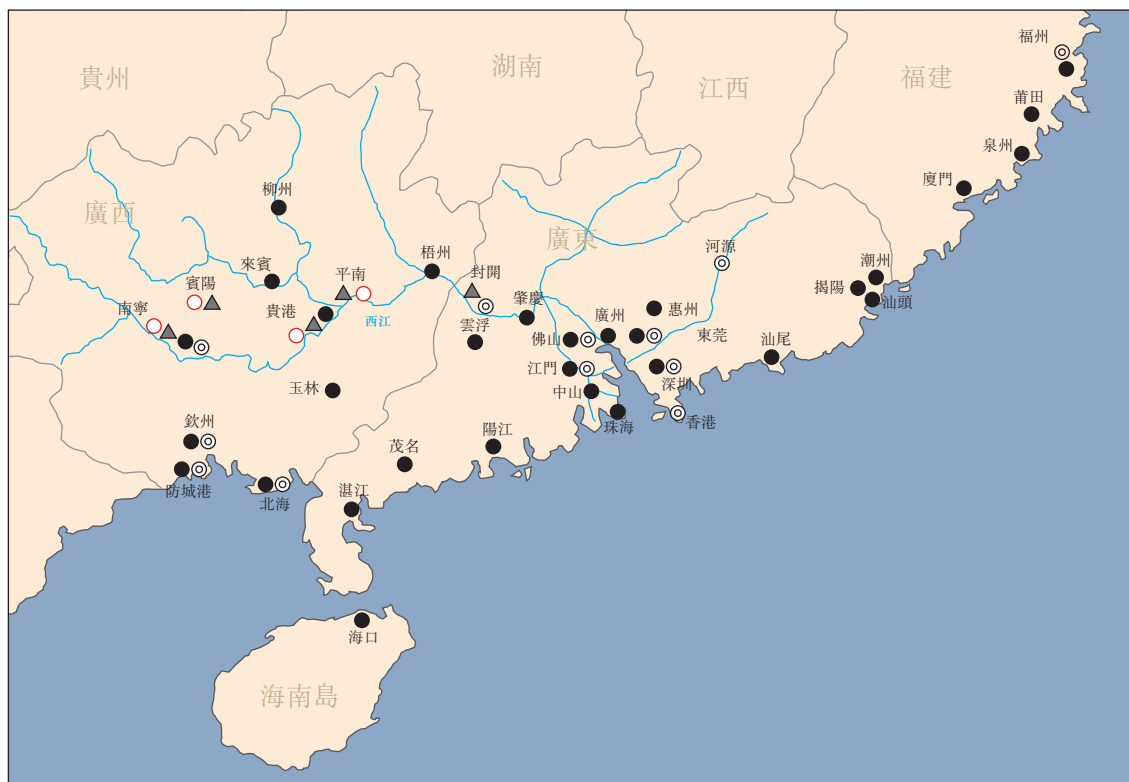 福州
貴州
湖南
江西
福建
莆田
泉州
廈門
柳州
廣西
廣東
河源
梧州
封開
來賓
平南
賓陽
潮州
揭陽
汕頭
南寧
貴港
西江
肇慶
惠州
廣州
雲浮
佛山
東莞
汕尾
江門
深圳
玉林
中山
香港
珠海
欽州
陽江
茂名
防城港
北海
湛江
海口
海南島